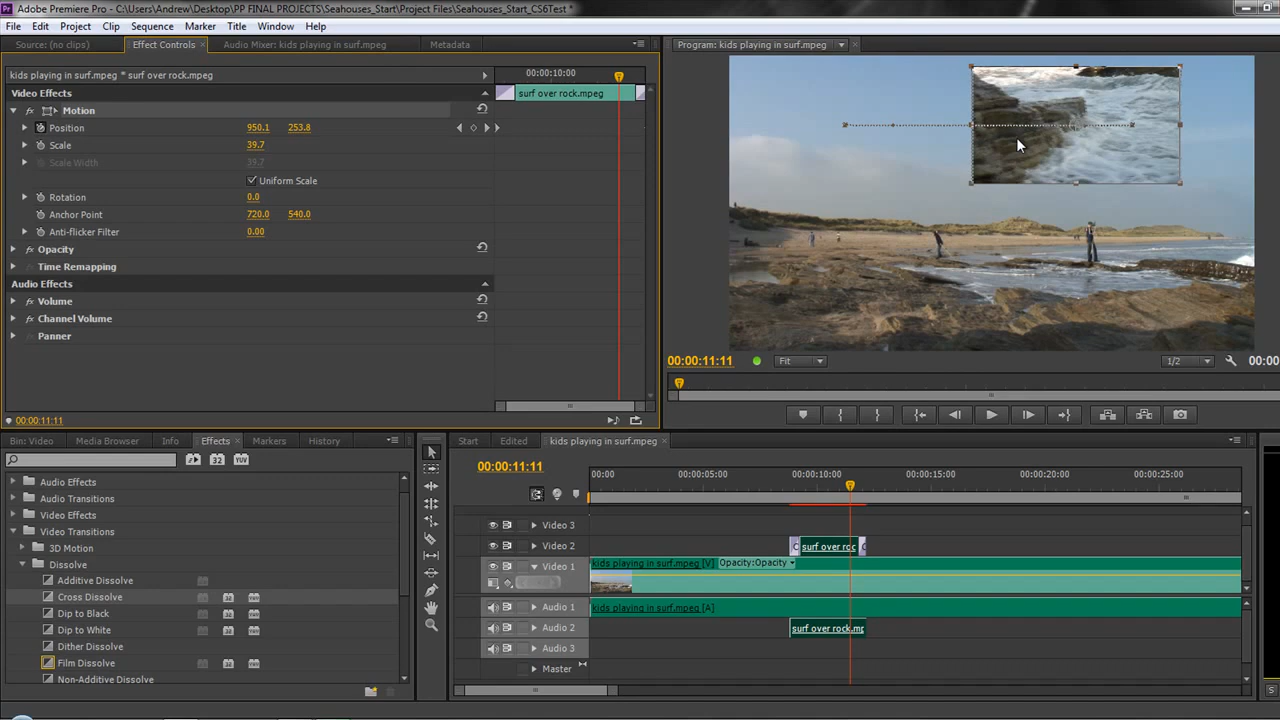 Adobe Premiere Pro - C:\Users\Andrew\Desktop\PP FINAL PROJECTS\Seahouses_Start\Project Files\Seahouses_Start_CS6Test *
File Edit Project Clip Sequence Marker Title Window Help
Source: (no clips) Effect Controls Audio Mixer: kids playing in surf.mpeg Metadata
Program: kids playing in surf.mpeg
kids playing in surf.mpeg * surf over rock.mpeg
00:00:10:00
Video Effects
surf over rock.mpeg
Motion
Position 950.1 253.8
Scale 39.7
Scale Width 39.7
Uniform Scale
Rotation 0.0
Anchor Point 720.0 540.0
Anti-flicker Filter 0.00
Opacity
Time Remapping
Audio Effects
Volume
Channel Volume
Panner
00:00:11:11
00:00:11:11 Fit 1/2 00:00
Bin: Video Media Browser Info Effects Markers History
Start Edited kids playing in surf.mpeg
32 YUV
00:00:11:11
00:00 00:00:05:00 00:00:10:00 00:00:15:00 00:00:20:00 00:00:25:00
Audio Effects
Audio Transitions
Video Effects
Video Transitions
3D Motion
Dissolve
Additive Dissolve
Cross Dissolve
Dip to Black
Dip to White
Dither Dissolve
Film Dissolve
Non-Additive Dissolve
Video 3
Video 2 surf over roc
Video 1 kids playing in surf.mpeg [V] Opacity:Opacity
Audio 1 kids playing in surf.mpeg [A]
Audio 2 surf over rock.mp
Audio 3
Master